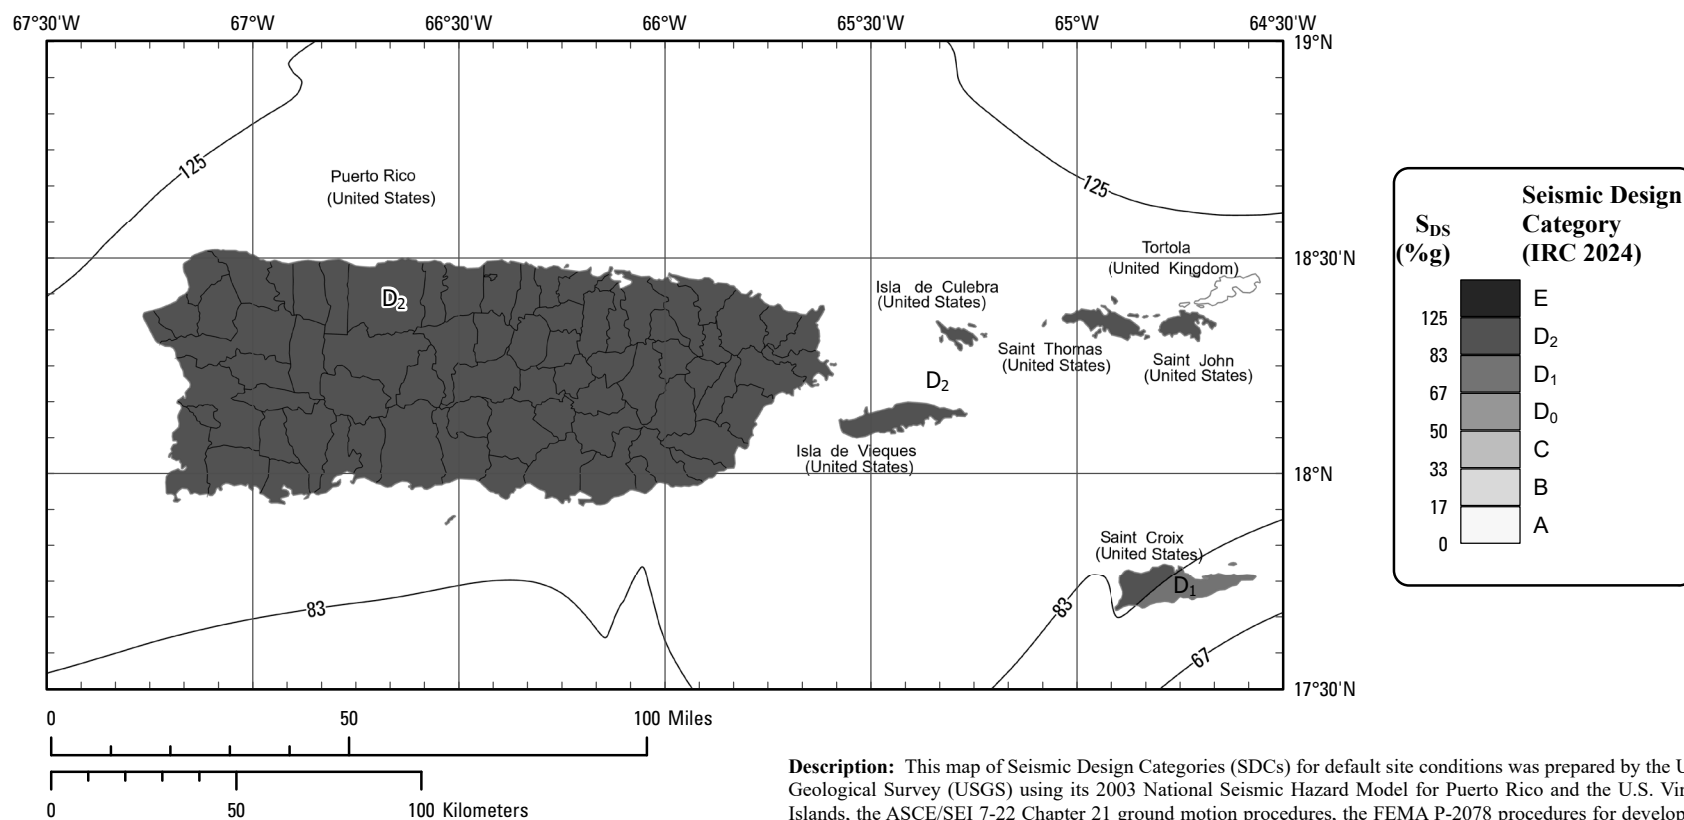 67°30'W 67°W 66°30'W 66°W 65°30'W 65°W 64°30'W
19°N
125
125
Puerto Rico
(United States)
Tortola
(United Kingdom)
18°30'N
D₂
Isla de Culebra
(United States)
Saint Thomas
(United States)
Saint John
(United States)
D₂
Isla de Vieques
(United States)
18°N
Saint Croix
(United States)
D₁
83
83
67
17°30'N
SDS
(%g)
Seismic Design
Category
(IRC 2024)
E
125
D₂
83
D₁
67
D₀
50
C
33
B
17
A
0
0 50 100 Miles
0 50 100 Kilometers
Description: This map of Seismic Design Categories (SDCs) for default site conditions was prepared by the U
Geological Survey (USGS) using its 2003 National Seismic Hazard Model for Puerto Rico and the U.S. Vir
Islands, the ASCE/SEI 7-22 Chapter 21 ground motion procedures, the FEMA P-2078 procedures for develop